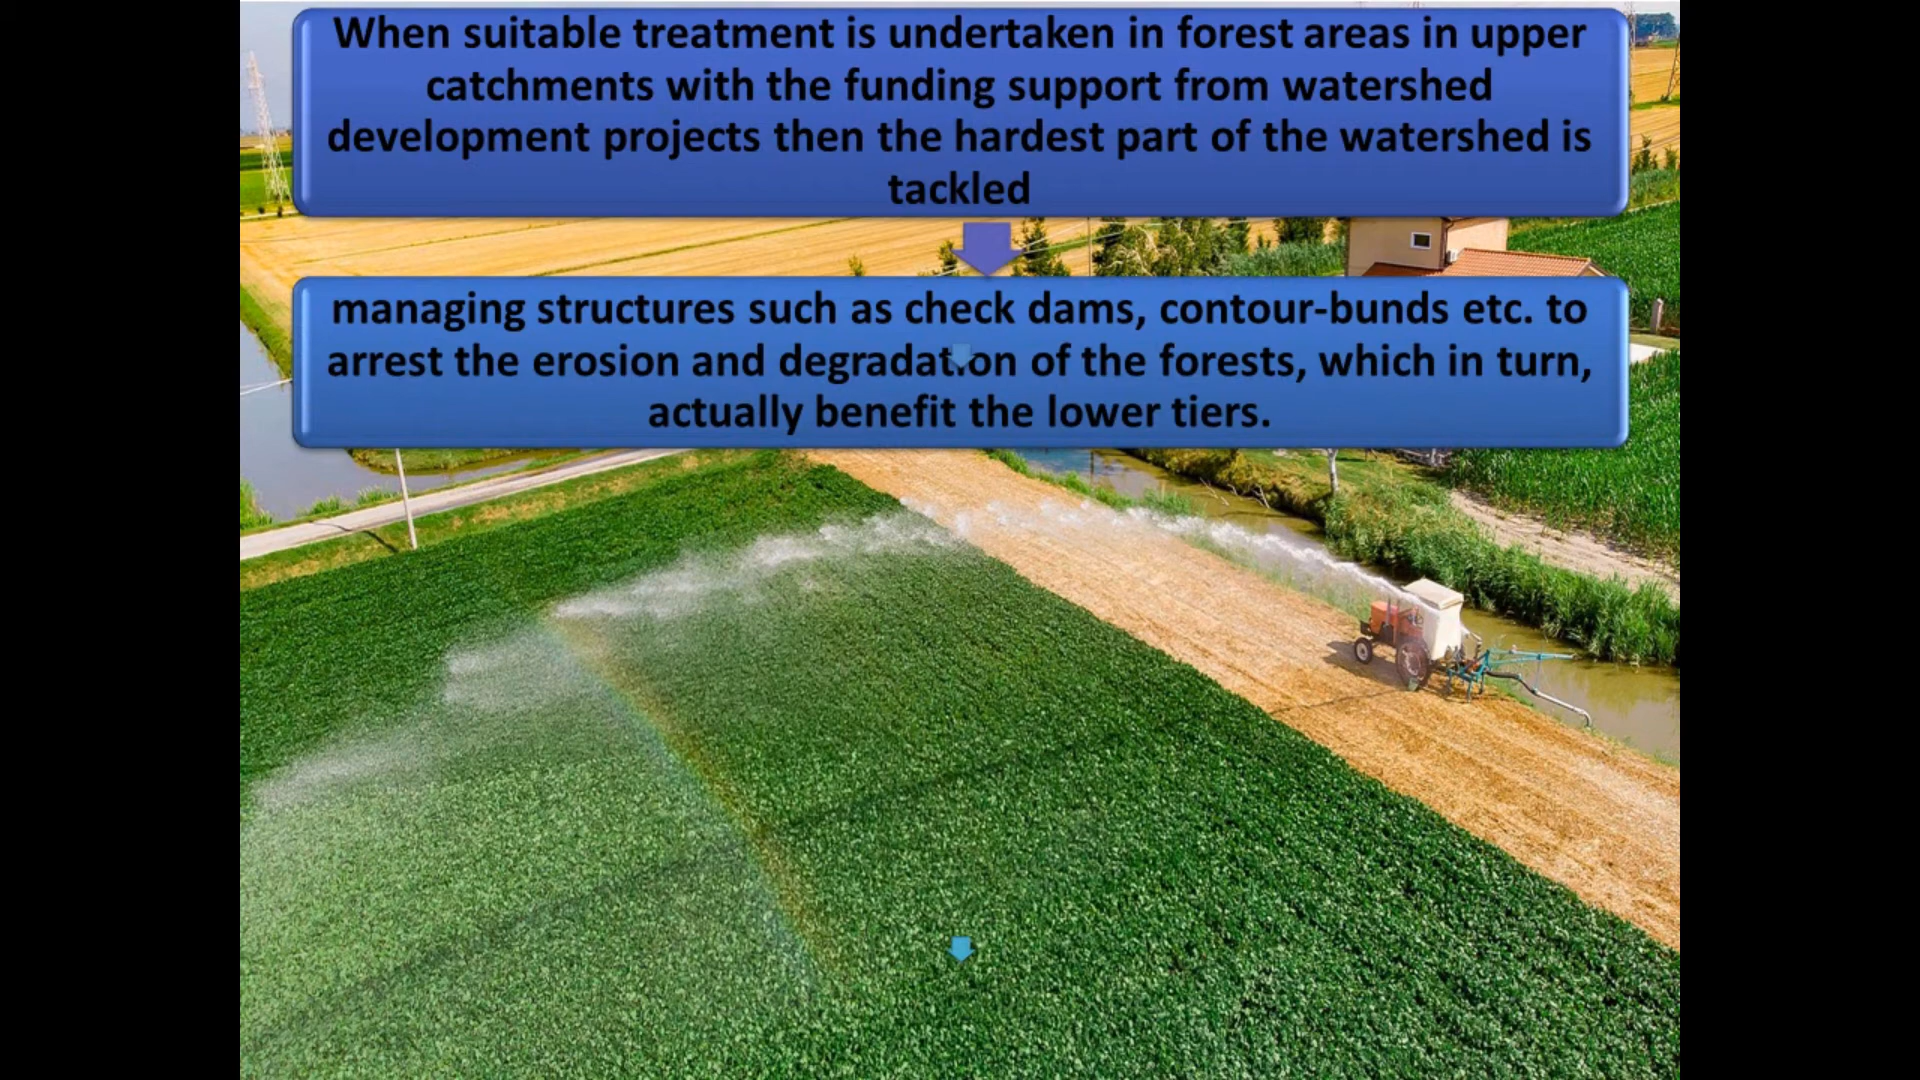 When suitable treatment is undertaken in forest areas in upper
catchments with the funding support from watershed
development projects then the hardest part of the watershed is
tackled
managing structures such as check dams, contour-bunds etc. to
arrest the erosion and degradation of the forests, which in turn,
actually benefit the lower tiers.